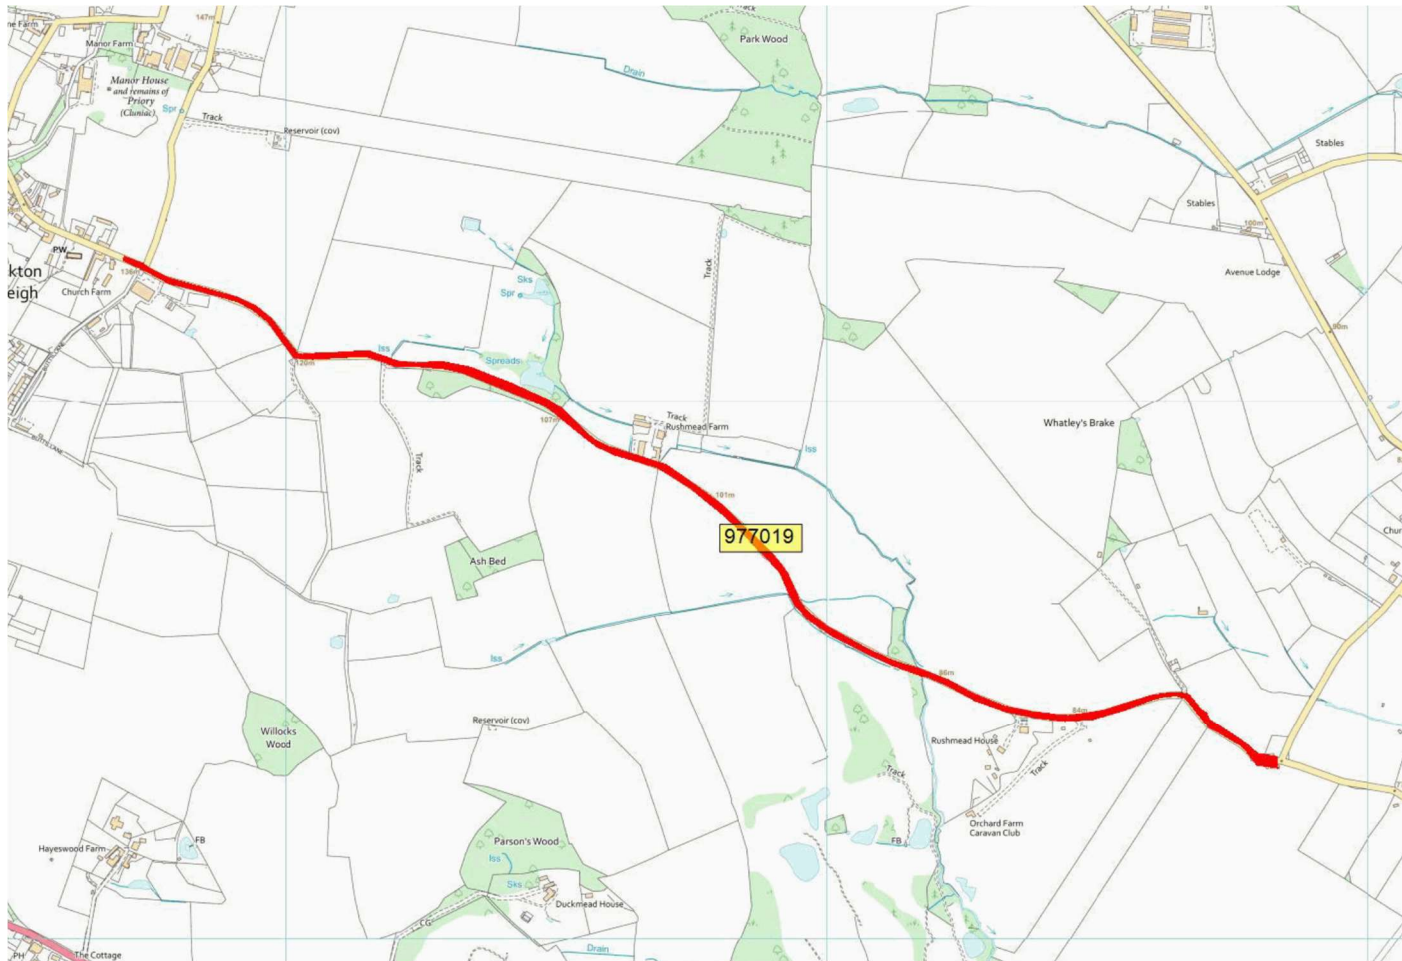 147m
Manor Farm
Park Wood
Manor House
and remains of
Priory
(Cluniac)
Drain
Spr
Track
Reservoir (cov)
Stables
Stables
100m
PW
136m
kton
eigh
Church Farm
Track
Avenue Lodge
Sks
Spr
90m
Iss
Spreads
120m
107m
Track
Rushmead Farm
Whatley's Brake
Iss
Track
101m
977019
Ash Bed
Iss
86m
84m
Willocks
Wood
Reservoir (cov)
Rushmead House
Track
Track
Orchard Farm
Caravan Club
FB
Hayeswood Farm
FB
Parson's Wood
Iss
Sks
Duckmead House
CG
Drain
PH
The Cottage